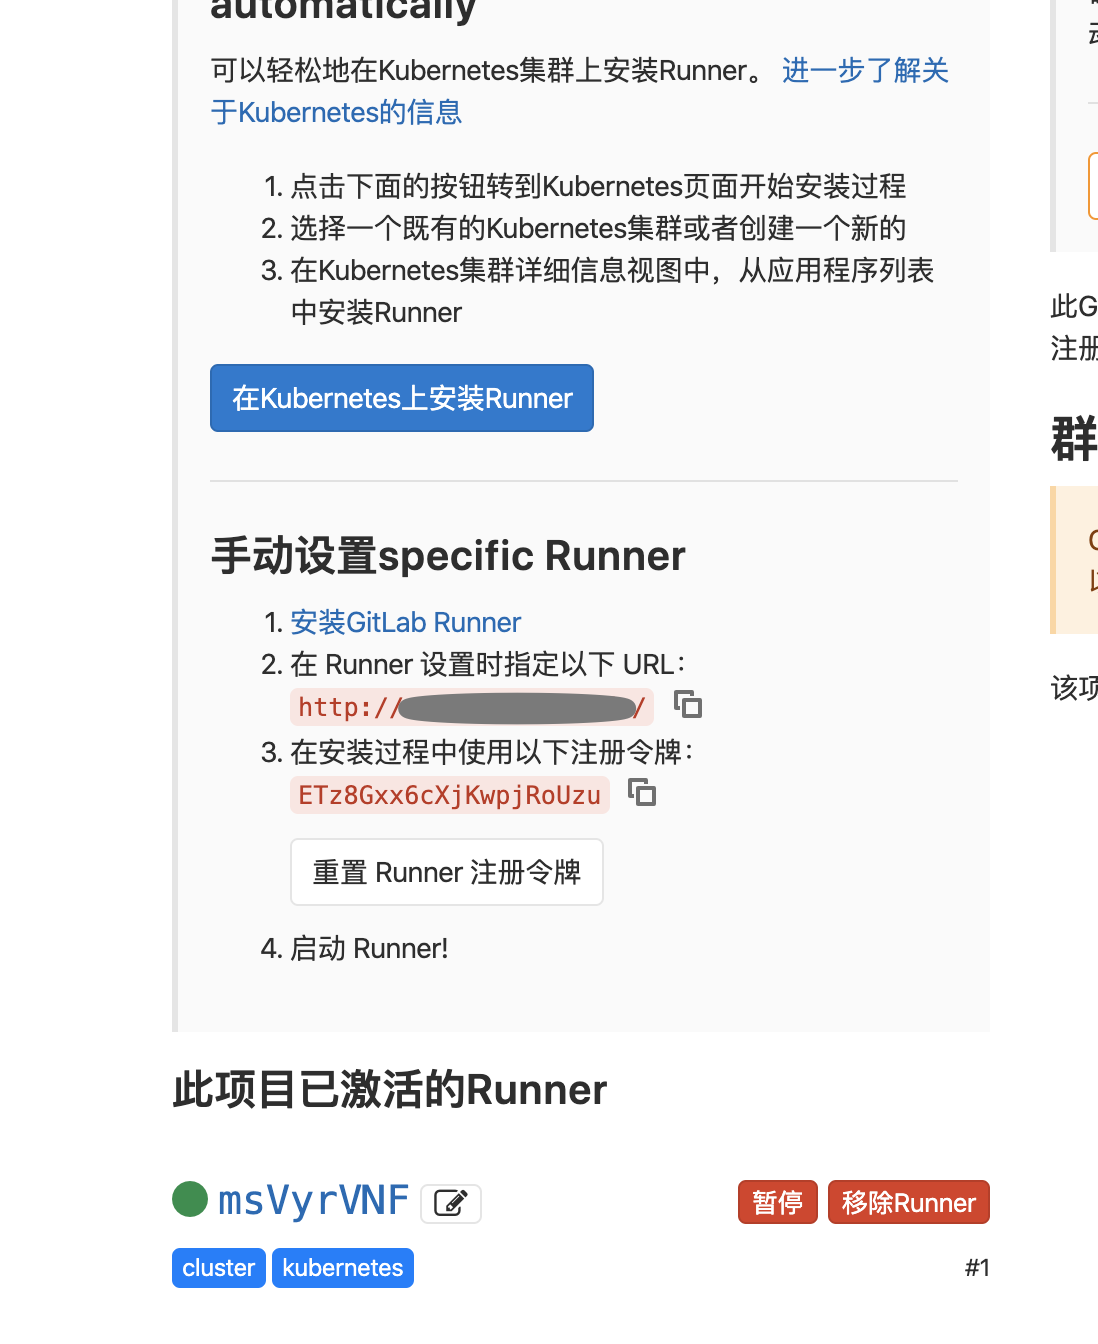 automatically
可以轻松地在Kubernetes集群上安装Runner。 进一步了解关
于Kubernetes的信息
1. 点击下面的按钮转到Kubernetes页面开始安装过程
2. 选择一个既有的Kubernetes集群或者创建一个新的
3. 在Kubernetes集群详细信息视图中，从应用程序列表
中安装Runner
在Kubernetes上安装Runner
手动设置specific Runner
1. 安装GitLab Runner
2. 在 Runner 设置时指定以下 URL：
http:// /
3. 在安装过程中使用以下注册令牌：
ETz8Gxx6cXjKwpjRoUzu
重置 Runner 注册令牌
4. 启动 Runner!
此项目已激活的Runner
msVyrVNF
暂停 移除Runner
cluster kubernetes
#1
此G
注册
群
该项